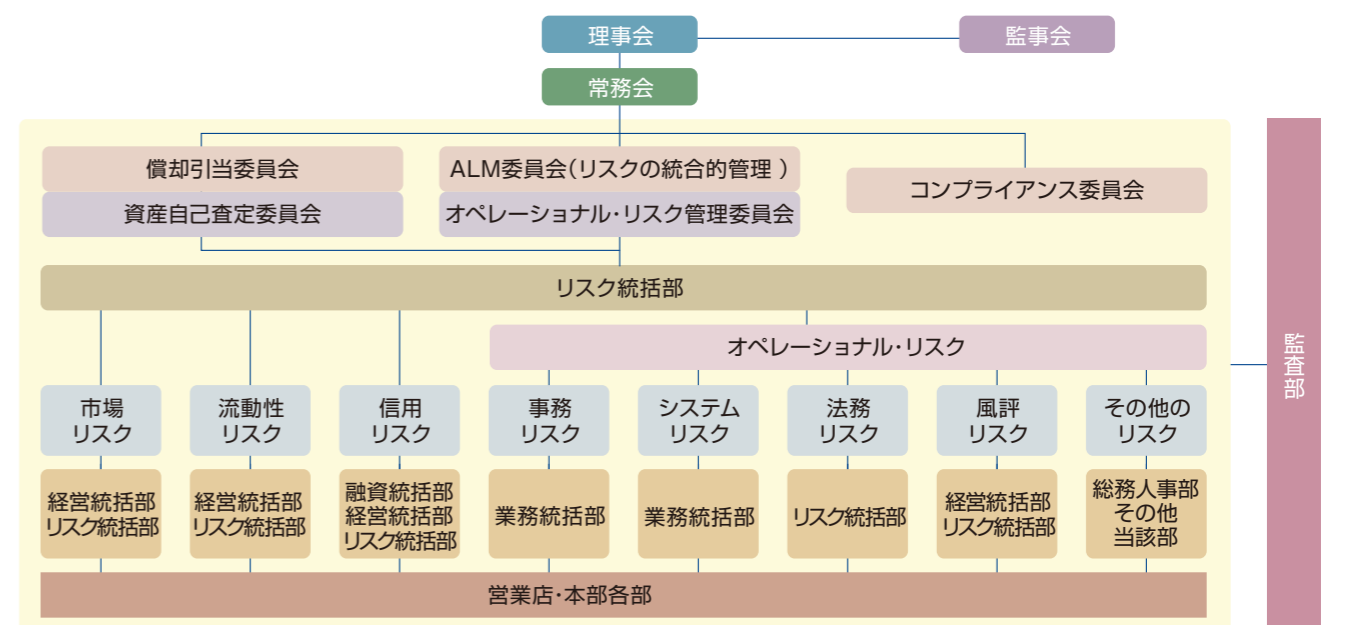 理事会
監事会
常務会
償却引当委員会
資産自己査定委員会
ALM委員会(リスクの統合的管理 )
オペレーショナル・リスク管理委員会
コンプライアンス委員会
リスク統括部
オペレーショナル・リスク
市場
リスク
流動性
リスク
信用
リスク
事務
リスク
システム
リスク
法務
リスク
風評
リスク
その他の
リスク
経営統括部
リスク統括部
経営統括部
リスク統括部
融資統括部
経営統括部
リスク統括部
業務統括部
業務統括部
リスク統括部
経営統括部
リスク統括部
総務人事部
その他
当該部
営業店・本部各部
監査部